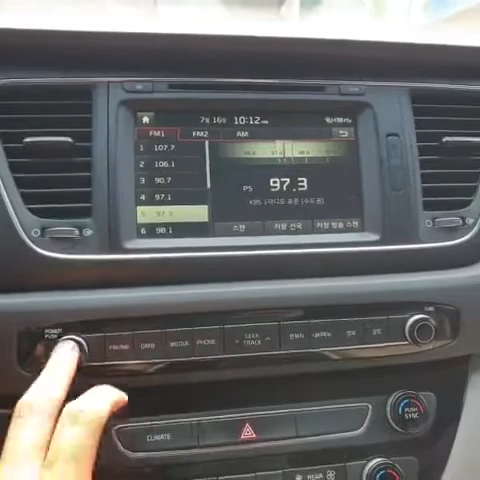 7월 16일 10:12 AM
FM1 FM2 AM
1 107.7
2 106.1
3 90.7
4 97.1
5 97.3
6 98.1
P5 97.3
KBS 1라디오 표준 [수도권]
스캔 저장 선국 저장 방송 스캔
POWER
PUSH
FM/AM DMB MEDIA PHONE
SEEK
TRACK
TUNE
CLIMATE
PUSH
SYNC
REAR